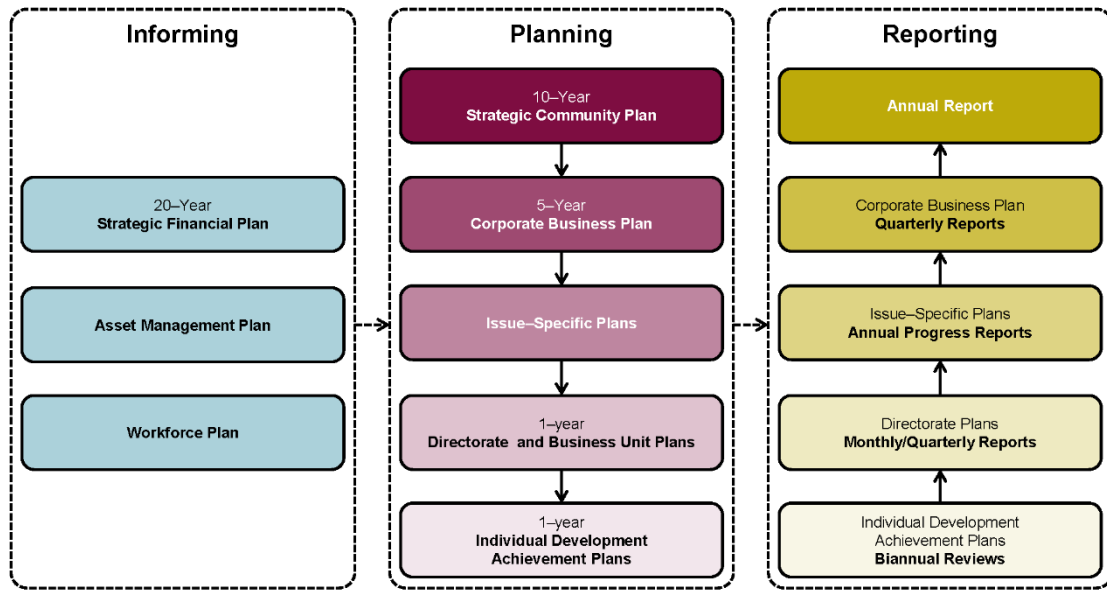 Informing
20–Year
Strategic Financial Plan
Asset Management Plan
Workforce Plan
Planning
10–Year
Strategic Community Plan
5–Year
Corporate Business Plan
Issue–Specific Plans
1–year
Directorate and Business Unit Plans
1–year
Individual Development
Achievement Plans
Reporting
Annual Report
Corporate Business Plan
Quarterly Reports
Issue–Specific Plans
Annual Progress Reports
Directorate Plans
Monthly/Quarterly Reports
Individual Development
Achievement Plans
Biannual Reviews